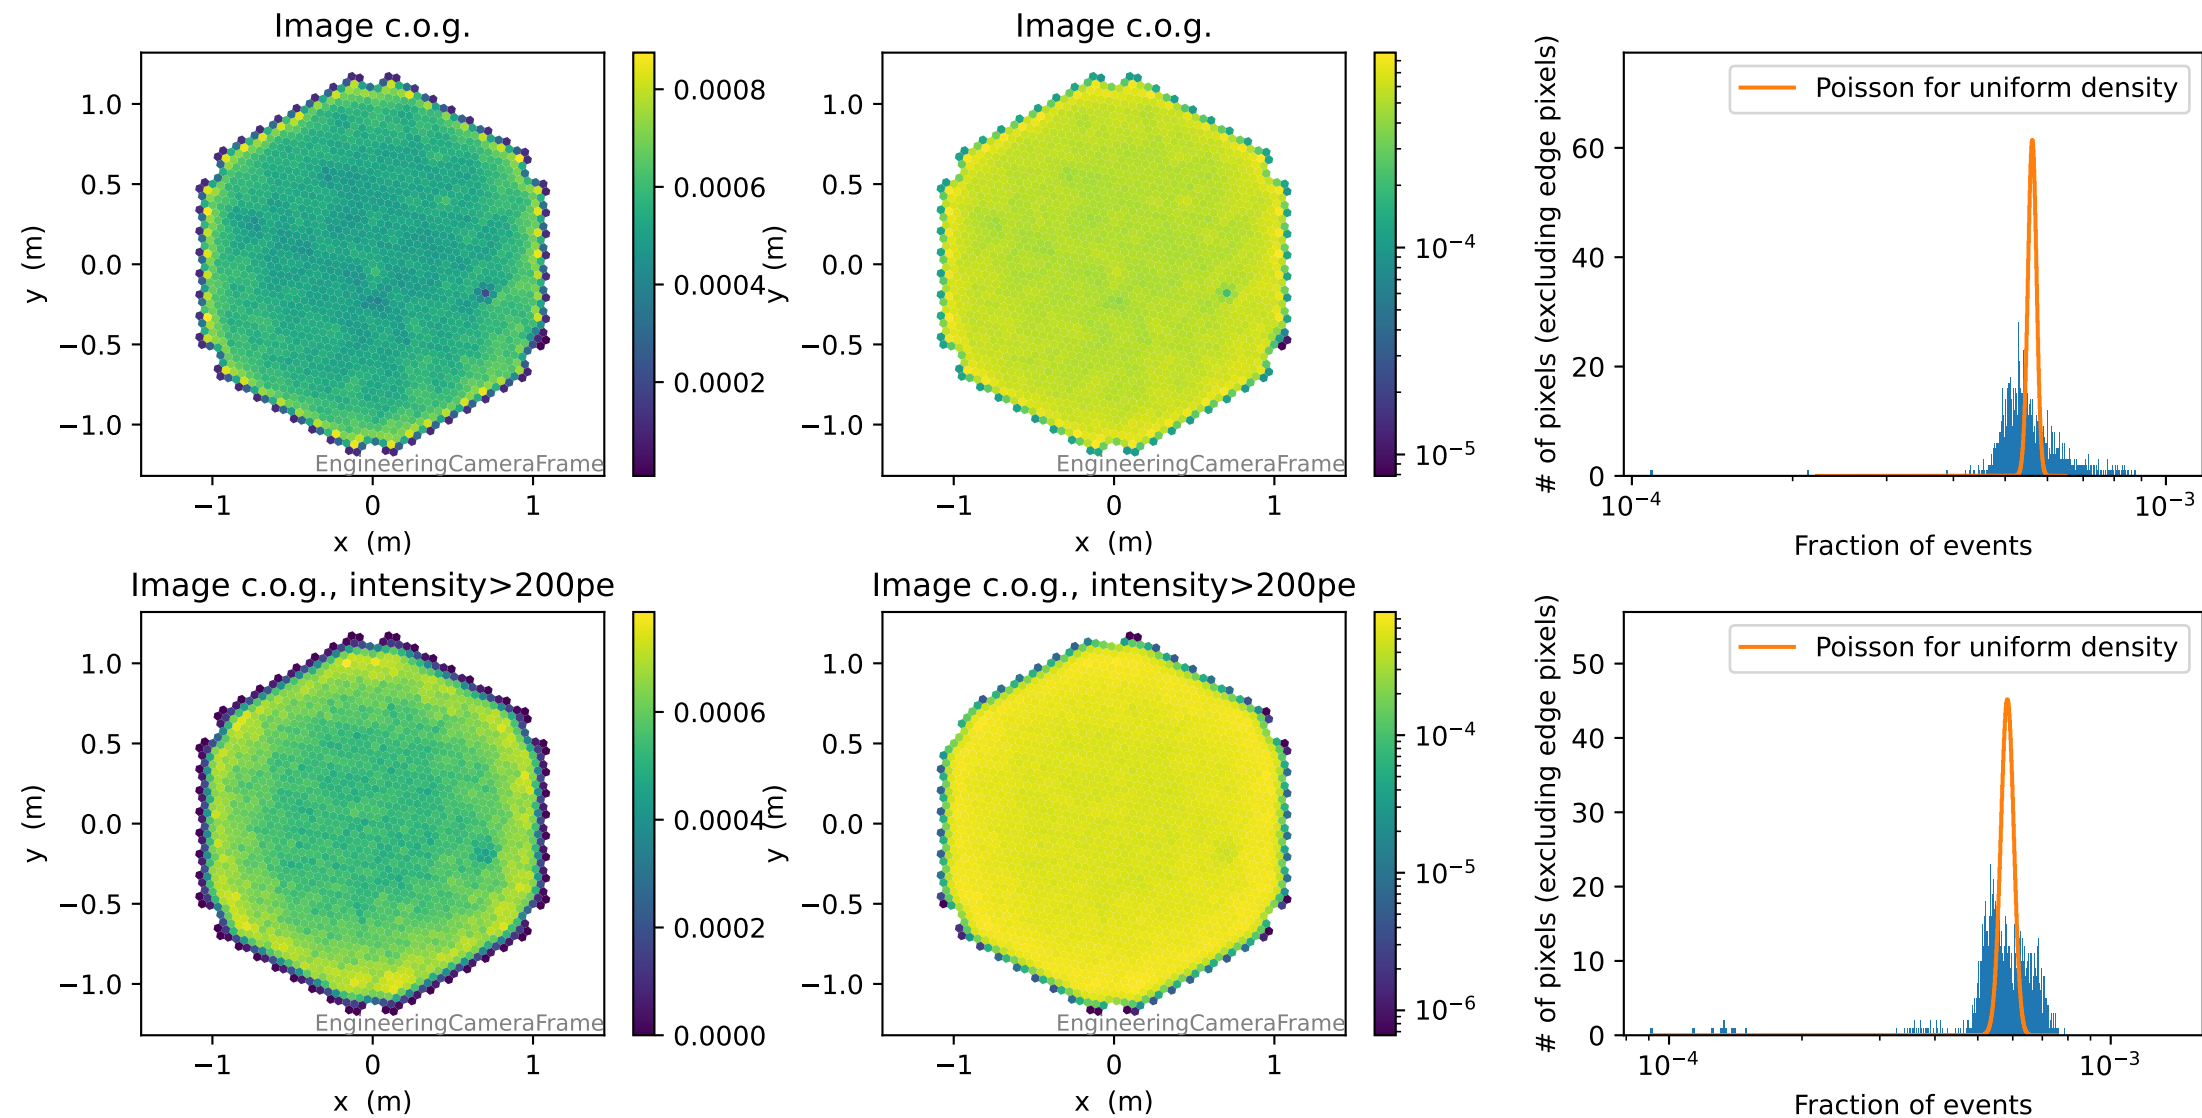 Image c.o.g.
1.0
0.5
0.0
−0.5
−1.0
y (m)
−1
0
1
x (m)
EngineeringCameraFrame
0.0008
0.0006
0.0004
0.0002
Image c.o.g.
1.0
0.5
0.0
−0.5
−1.0
y (m)
−1
0
1
x (m)
EngineeringCameraFrame
10⁻⁴
10⁻⁵
# of pixels (excluding edge pixels)
60
40
20
0
Poisson for uniform density
10⁻⁴
10⁻³
Fraction of events
Image c.o.g., intensity>200pe
1.0
0.5
0.0
−0.5
−1.0
y (m)
−1
0
1
x (m)
EngineeringCameraFrame
0.0006
0.0004
0.0002
0.0000
Image c.o.g., intensity>200pe
1.0
0.5
0.0
−0.5
−1.0
y (m)
−1
0
1
x (m)
EngineeringCameraFrame
10⁻⁴
10⁻⁵
10⁻⁶
# of pixels (excluding edge pixels)
50
40
30
20
10
0
Poisson for uniform density
10⁻⁴
10⁻³
Fraction of events